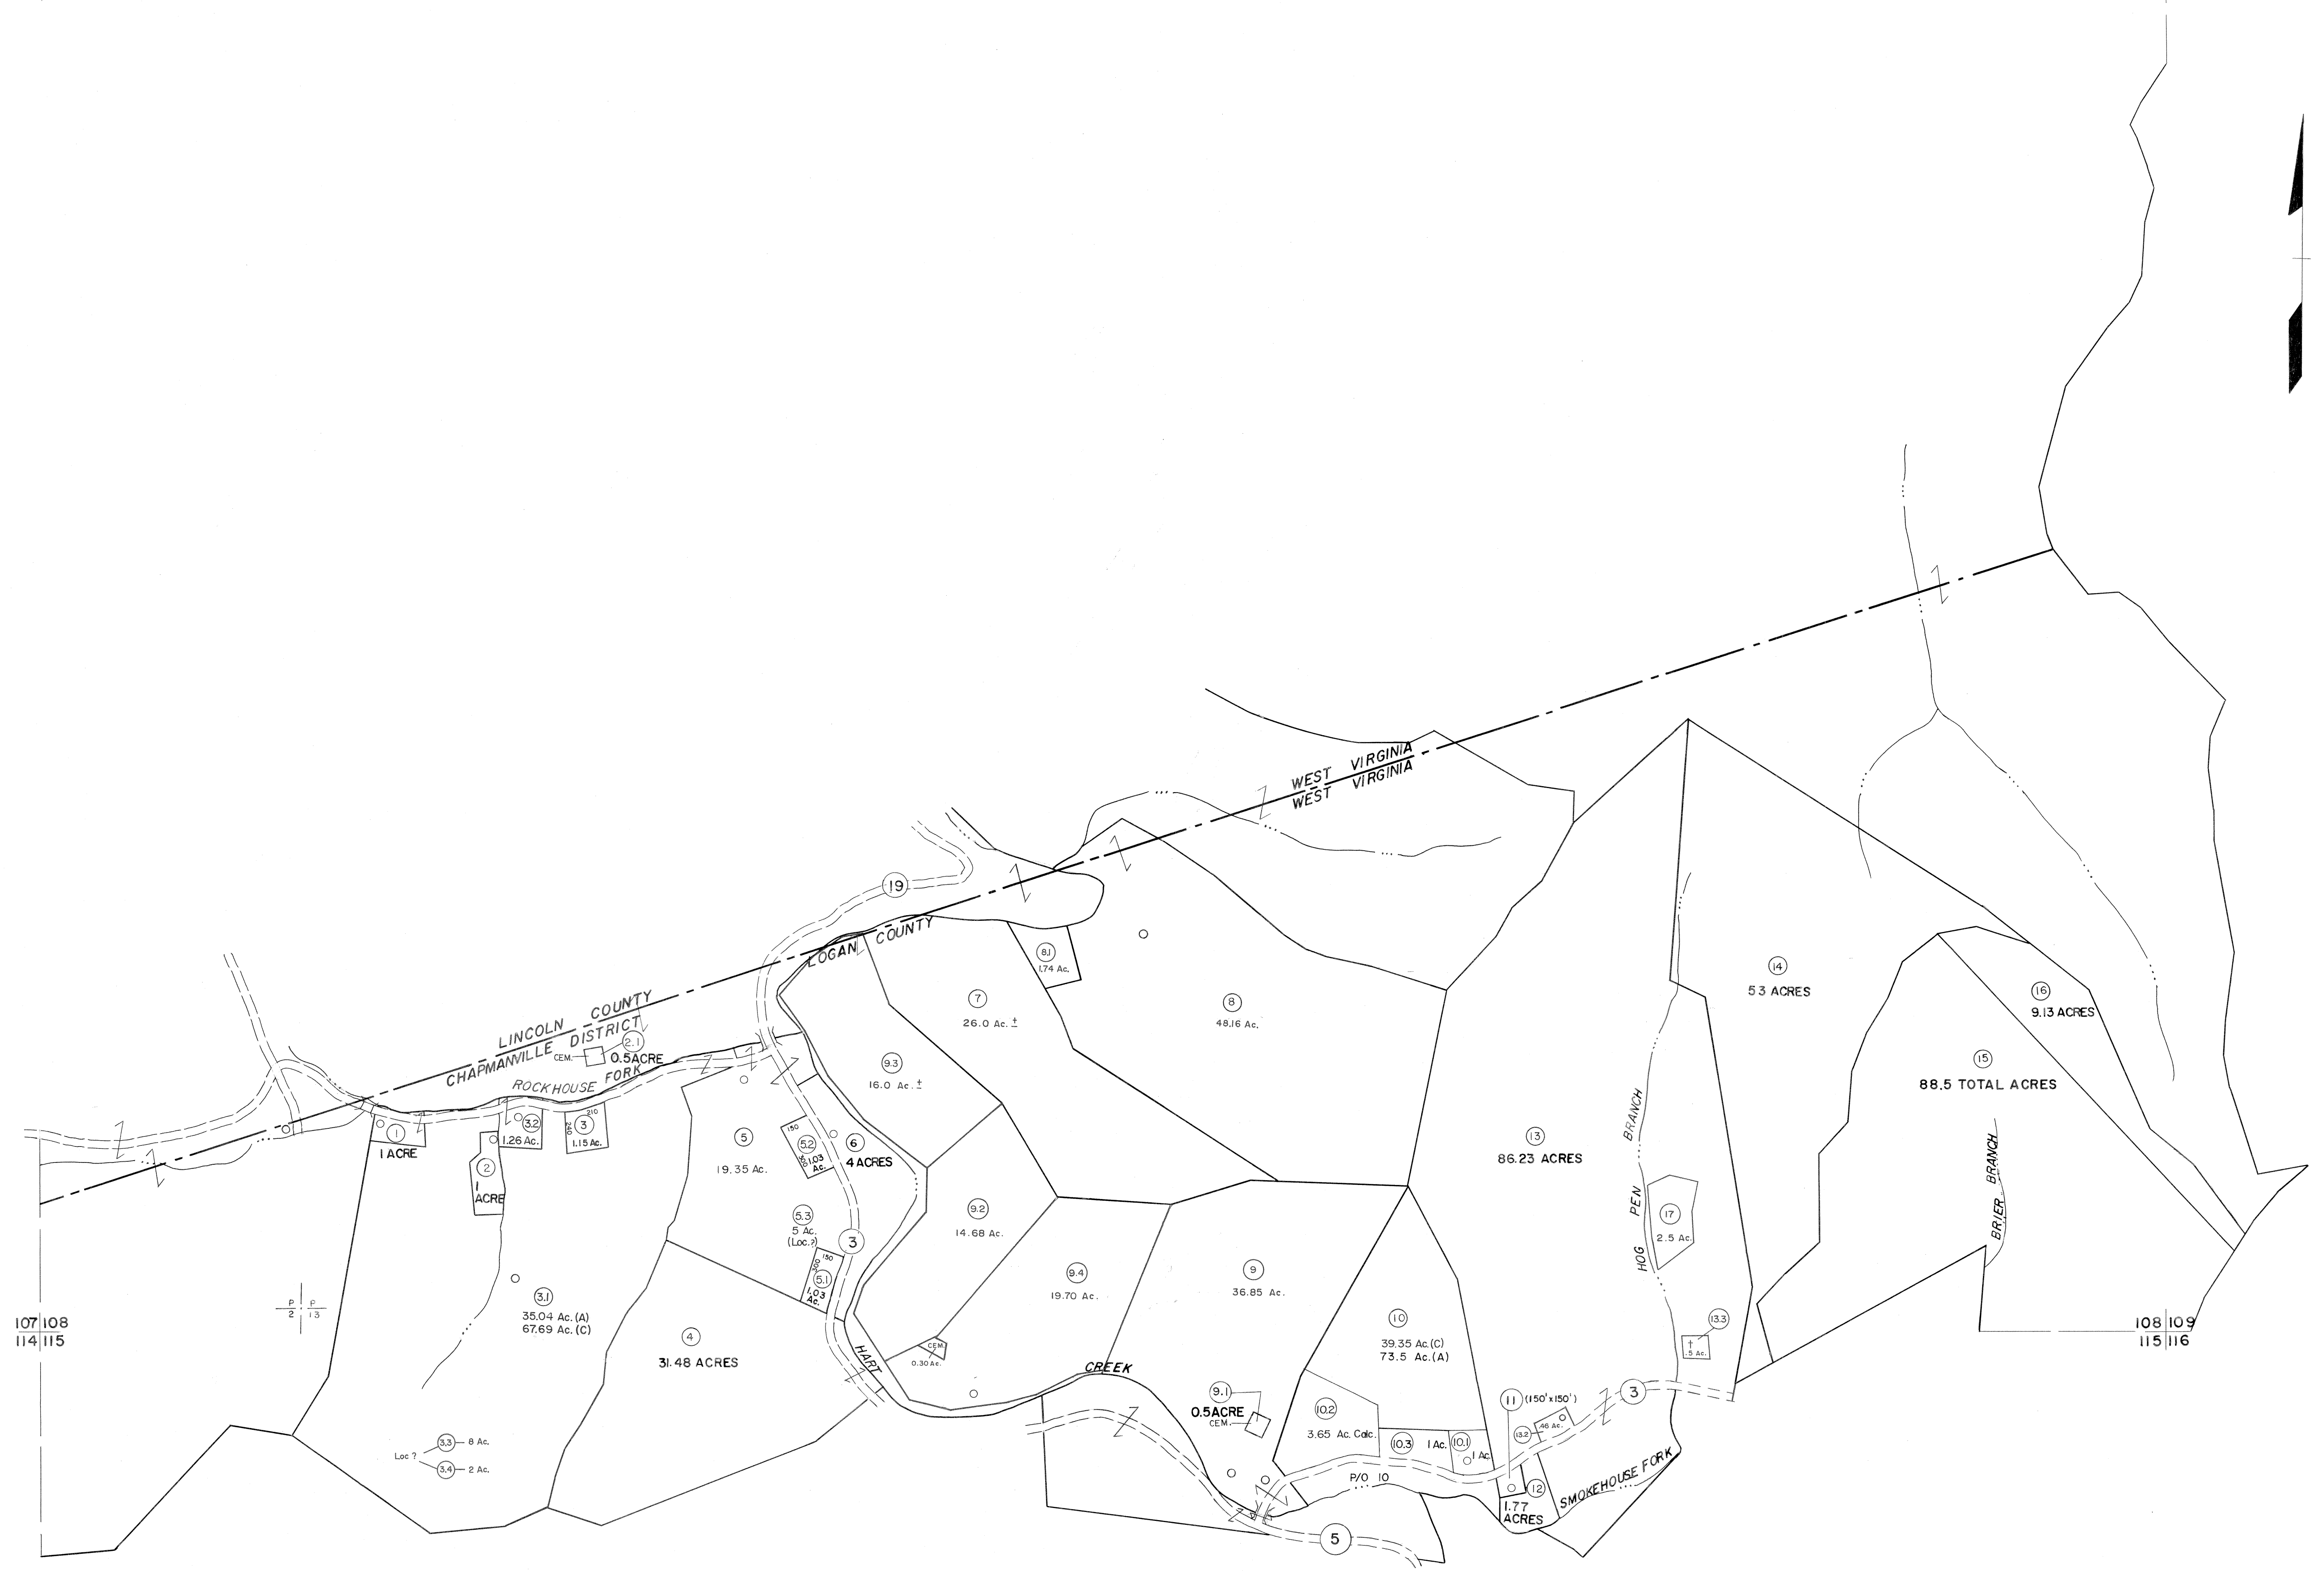 WEST VIRGINIA
WEST VIRGINIA
19
LOGAN COUNTY
LINCOLN COUNTY
CHAPMANVILLE DISTRICT
CEM.
2.1
0.5ACRE
ROCKHOUSE FORK
8.1
1.74 Ac.
7
26.0 Ac. ±
8
48.16 Ac.
14
53 ACRES
16
9.13 ACRES
15
88.5 TOTAL ACRES
9.3
16.0 Ac. ±
1
1 ACRE
3.2
1.26 Ac.
210
240
3
1.15 Ac.
2
1
ACRE
5
19.35 Ac.
150
300
5.2
1.03
Ac.
6
4 ACRES
13
86.23 ACRES
HOG PEN BRANCH
BRIER BRANCH
17
2.5 Ac.
9.2
14.68 Ac.
5.3
5 Ac.
(Loc.?)
3
150
300
5.1
1.03
Ac.
9.4
19.70 Ac.
9
36.85 Ac.
3.1
35.04 Ac. (A)
67.69 Ac. (C)
P P
2 13
107 108
114 115
4
31.48 ACRES
HART CREEK
CEM.
0.30 Ac.
10
39.35 Ac. (C)
73.5 Ac. (A)
13.3
†
.5 Ac.
108 109
115 116
9.1
0.5ACRE
CEM.
10.2
3.65 Ac. Calc.
10.3
1 Ac.
10.1
1 Ac.
11
(150'x150')
3
13.2
.46 Ac.
P/O 10
12
1.77
ACRES
SMOKEHOUSE FORK
Loc ?
3.3
8 Ac.
3.4
2 Ac.
5